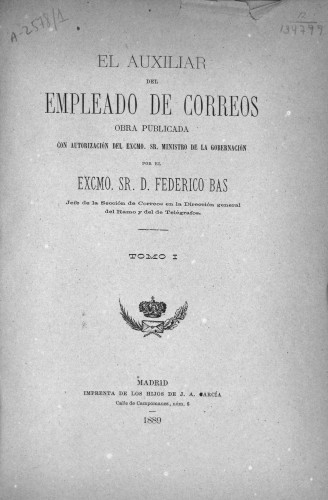 A-2578/1
12
134799
EL AUXILIAR
DEL
EMPLEADO DE CORREOS
OBRA PUBLICADA
CON AUTORIZACIÓN DEL EXCMO. SR. MINISTRO DE LA GOBERNACIÓN
POR EL
EXCMO. SR. D. FEDERICO BAS
Jefe de la Sección de Correos en la Dirección general
del Ramo y del de Telégrafos.
TOMO I
MADRID
IMPRENTA DE LOS HIJOS DE J. A. GARCÍA
Calle de Campomanes, núm. 6
1889